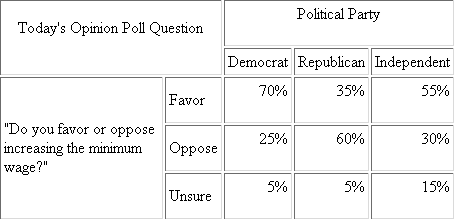 Today's Opinion Poll Question
Political Party
Democrat Republican Independent
"Do you favor or oppose
increasing the minimum
wage?"
Favor 70% 35% 55%
Oppose 25% 60% 30%
Unsure 5% 5% 15%